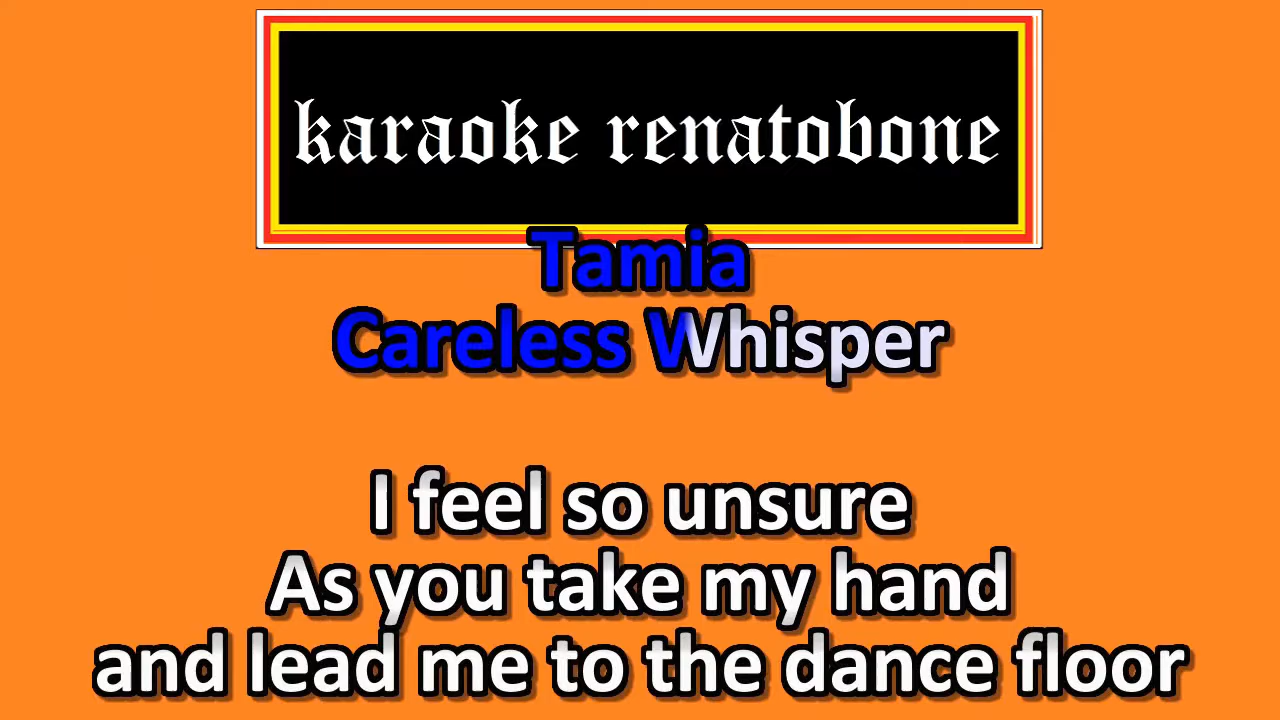 karaoke renatobone
Tamia
Careless Whisper
I feel so unsure
As you take my hand
and lead me to the dance floor